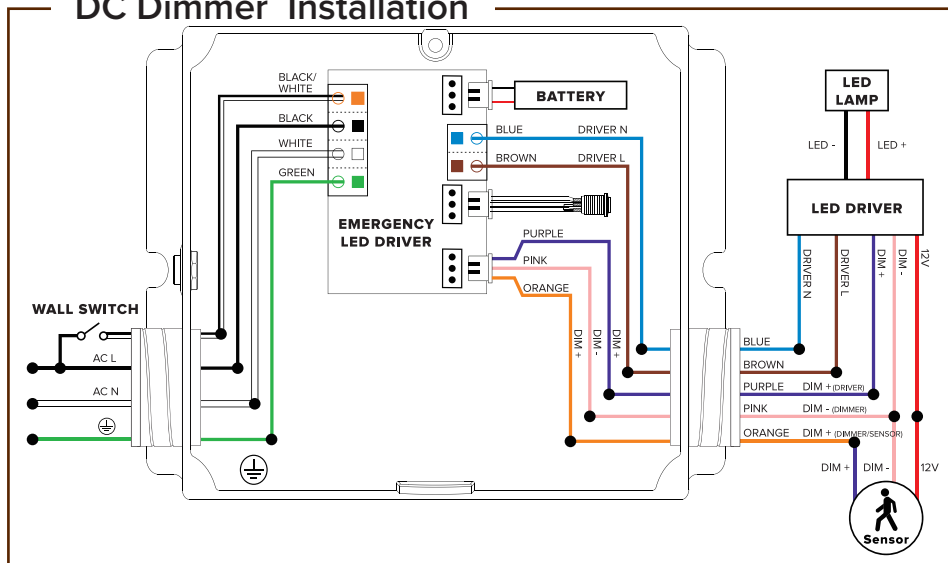 DC Dimmer Installation
BLACK/
WHITE
BLACK
WHITE
GREEN
BATTERY
BLUE
DRIVER N
BROWN
DRIVER L
EMERGENCY
LED DRIVER
PURPLE
PINK
ORANGE
DIM +
DIM -
DIM +
WALL SWITCH
AC L
AC N
LED
LAMP
LED -
LED +
LED DRIVER
DRIVER N
DRIVER L
DIM +
DIM -
12V
BLUE
BROWN
PURPLE DIM +(DRIVER)
PINK DIM - (DIMMER)
ORANGE DIM + (DIMMER/SENSOR)
DIM +
DIM -
12V
Sensor